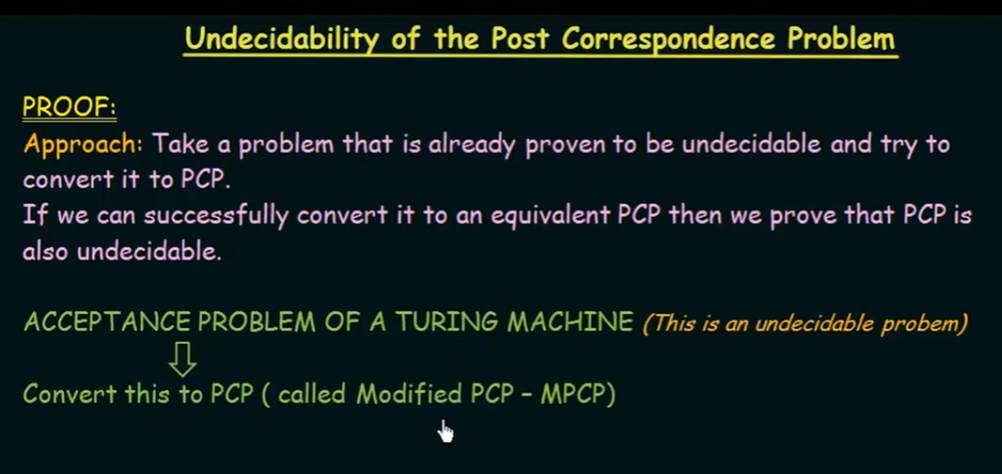 Undecidability of the Post Correspondence Problem
PROOF:
Approach: Take a problem that is already proven to be undecidable and try to
convert it to PCP.
If we can successfully convert it to an equivalent PCP then we prove that PCP is
also undecidable.
ACCEPTANCE PROBLEM OF A TURING MACHINE (This is an undecidable probem)
Convert this to PCP ( called Modified PCP – MPCP)